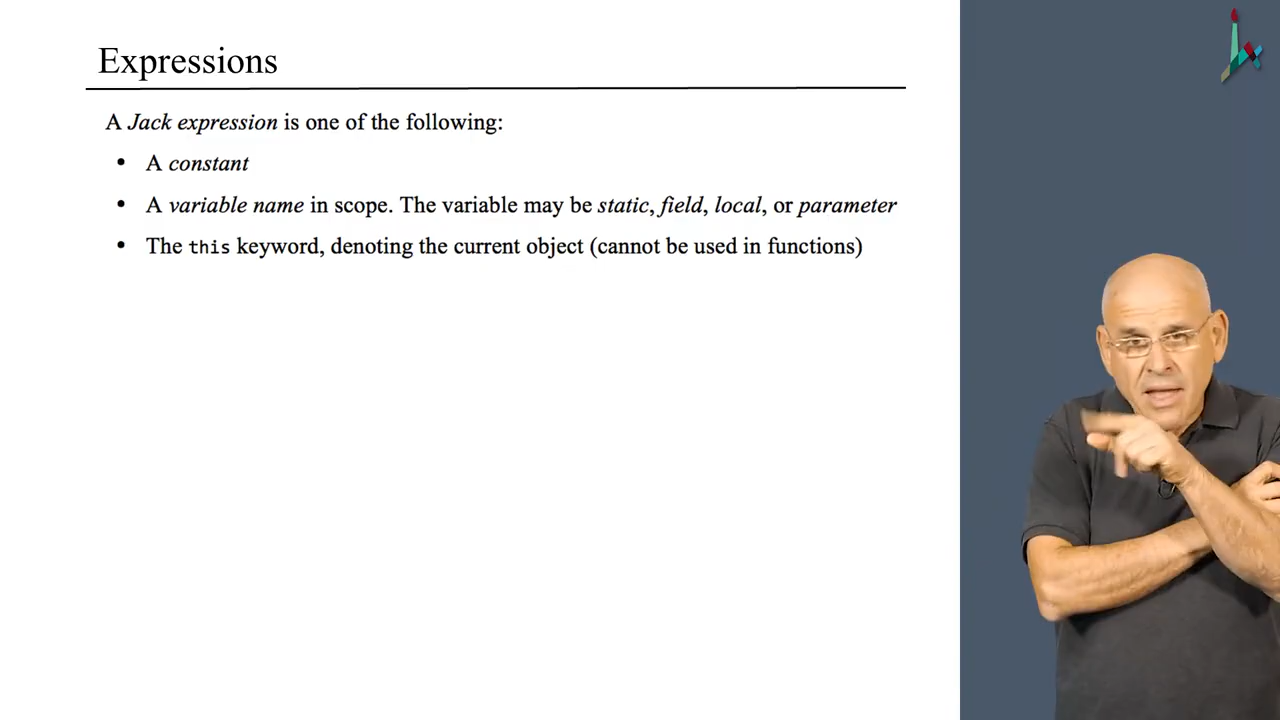 Expressions
A Jack expression is one of the following:
• A constant
• A variable name in scope. The variable may be static, field, local, or parameter
• The this keyword, denoting the current object (cannot be used in functions)